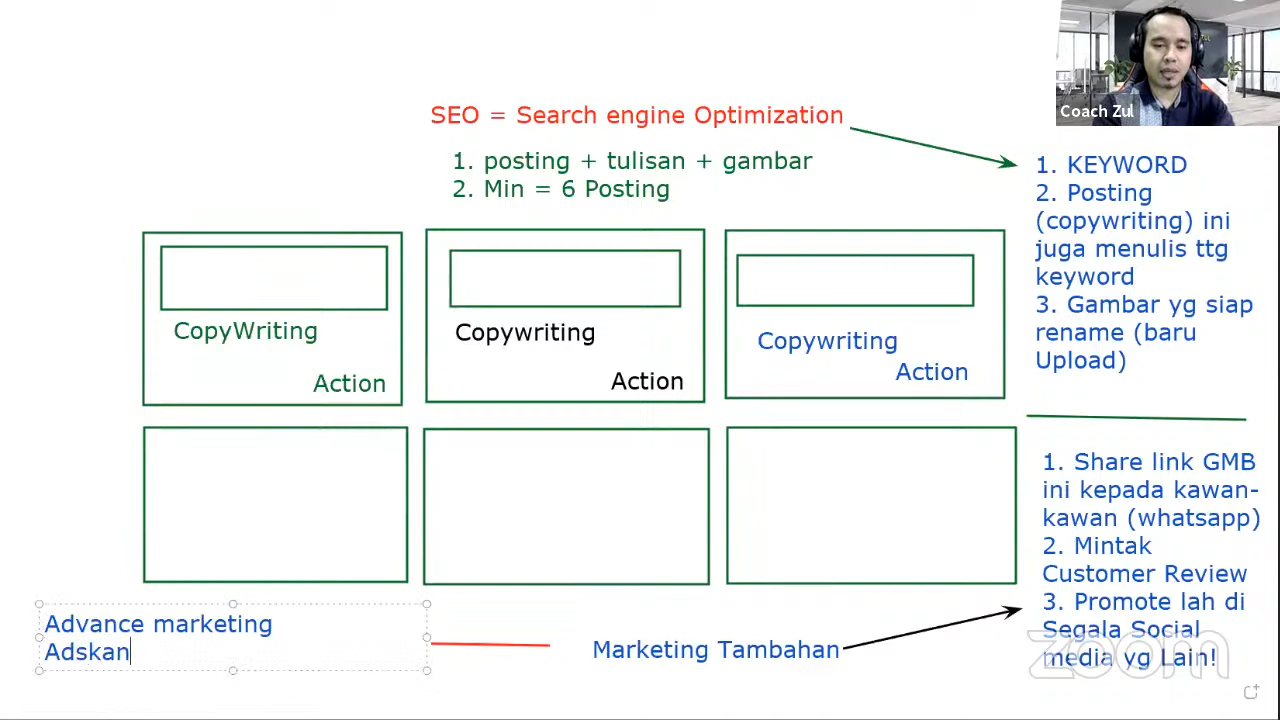 Coach Zul
SEO = Search engine Optimization
1. posting + tulisan + gambar
2. Min = 6 Posting
1. KEYWORD
2. Posting
(copywriting) ini
juga menulis ttg
keyword
3. Gambar yg siap
rename (baru
Upload)
CopyWriting
Action
Copywriting
Action
Copywriting
Action
1. Share link GMB
ini kepada kawan-
kawan (whatsapp)
2. Mintak
Customer Review
3. Promote lah di
Segala Social
media yg Lain!
zoom
Advance marketing
Adskan
Marketing Tambahan